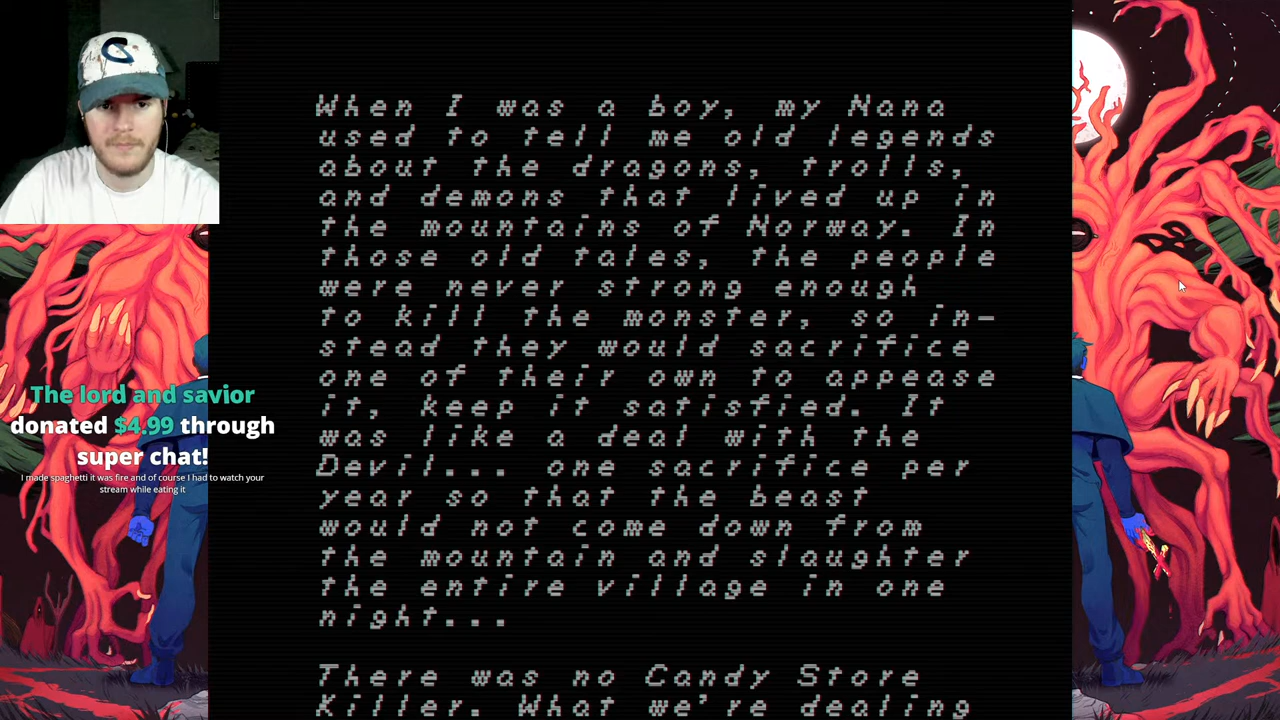 When I was a boy, my Nana
used to tell me old legends
about the dragons, trolls,
and demons that lived up in
the mountains of Norway. In
those old tales, the people
were never strong enough
to kill the monster, so in-
stead they would sacrifice
one of their own to appease
it, keep it satisfied. It
was like a deal with the
Devil... one sacrifice per
year so that the beast
would not come down from
the mountain and slaughter
the entire village in one
night...
There was no Candy Store
Killer. What we're dealing
The lord and savior
donated $4.99 through
super chat!
I made spaghetti it was fire and of course I had to watch your
stream while eating it